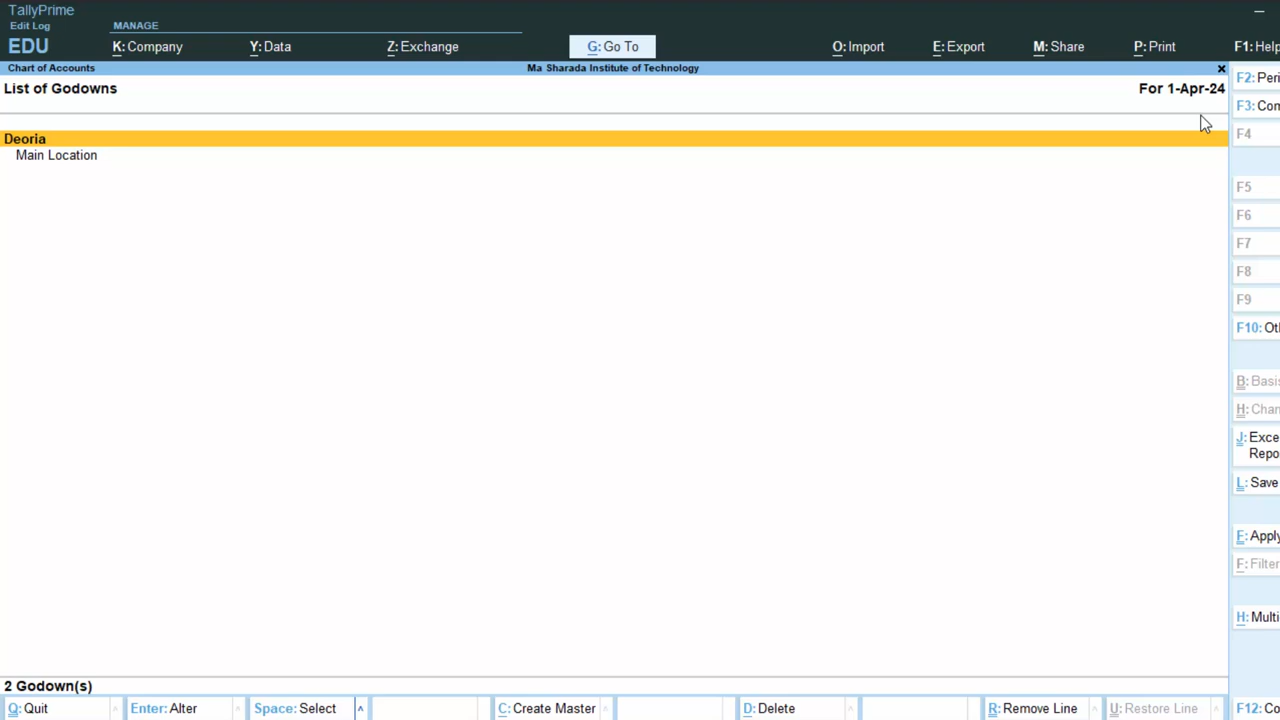 TallyPrime
Edit Log
MANAGE
EDU
K: Company
Y: Data
Z: Exchange
G: Go To
O: Import
E: Export
M: Share
P: Print
F1: Help
Chart of Accounts
Ma Sharada Institute of Technology
List of Godowns
For 1-Apr-24
Deoria
Main Location
F2: Peri
F3: Com
F4
F5
F6
F7
F8
F9
F10: Ot
B: Basis
H: Chan
J: Exce
Repo
L: Save
F: Apply
F: Filter
H: Multi
2 Godown(s)
Q: Quit
Enter: Alter
Space: Select
C: Create Master
D: Delete
R: Remove Line
U: Restore Line
F12: Co